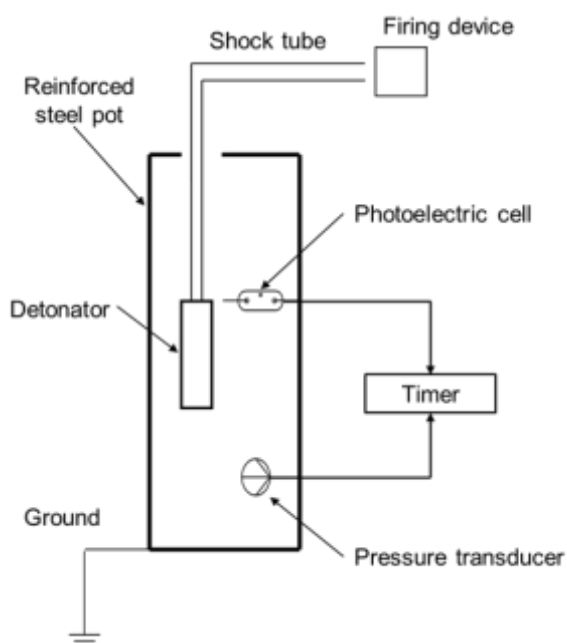 Firing device
Shock tube
Reinforced
steel pot
Photoelectric cell
Detonator
Timer
Ground
Pressure transducer